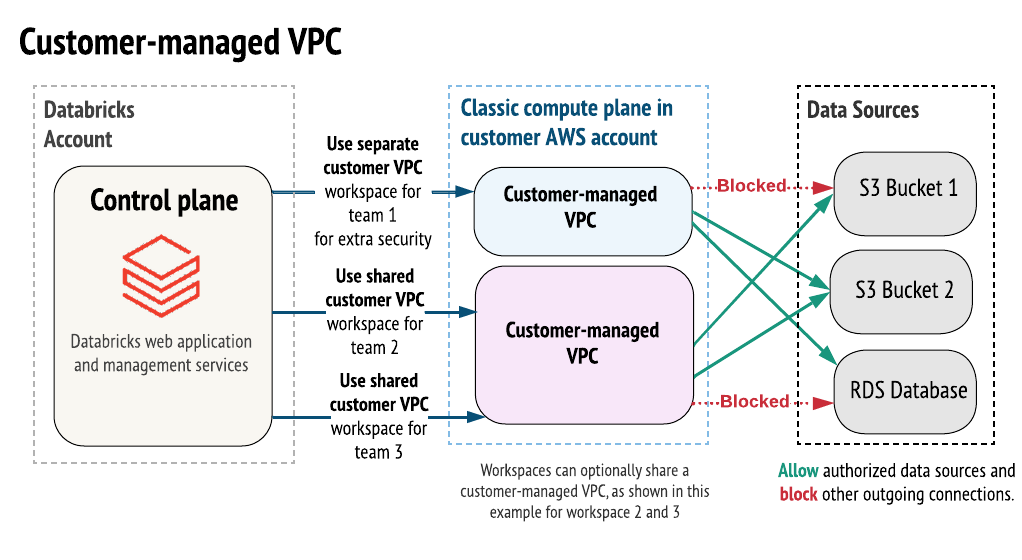 Customer-managed VPC
Databricks
Account
Control plane
Databricks web application
and management services
Use separate
customer VPC
workspace for
team 1
for extra security
Use shared
customer VPC
workspace for
team 2
Use shared
customer VPC
workspace for
team 3
Classic compute plane in
customer AWS account
Customer-managed
VPC
Customer-managed
VPC
Workspaces can optionally share a
customer-managed VPC, as shown in this
example for workspace 2 and 3
Blocked
Blocked
Data Sources
S3 Bucket 1
S3 Bucket 2
RDS Database
Allow authorized data sources and
block other outgoing connections.